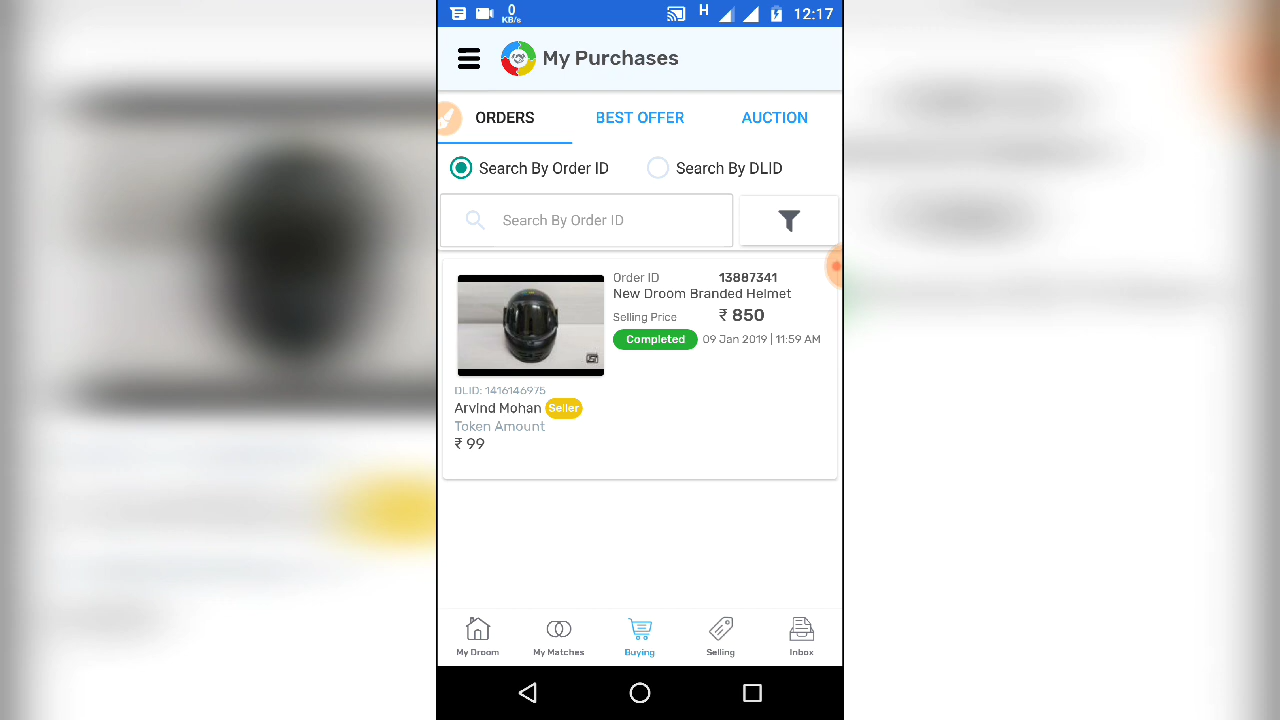 0
KB/s
H
12:17
My Purchases
ORDERS
BEST OFFER
AUCTION
Search By Order ID
Search By DLID
Search By Order ID
Order ID 13887341
New Droom Branded Helmet
Selling Price ₹ 850
Completed 09 Jan 2019 | 11:59 AM
DLID: 1416146975
Arvind Mohan Seller
Token Amount
₹ 99
My Droom
My Matches
Buying
Selling
Inbox